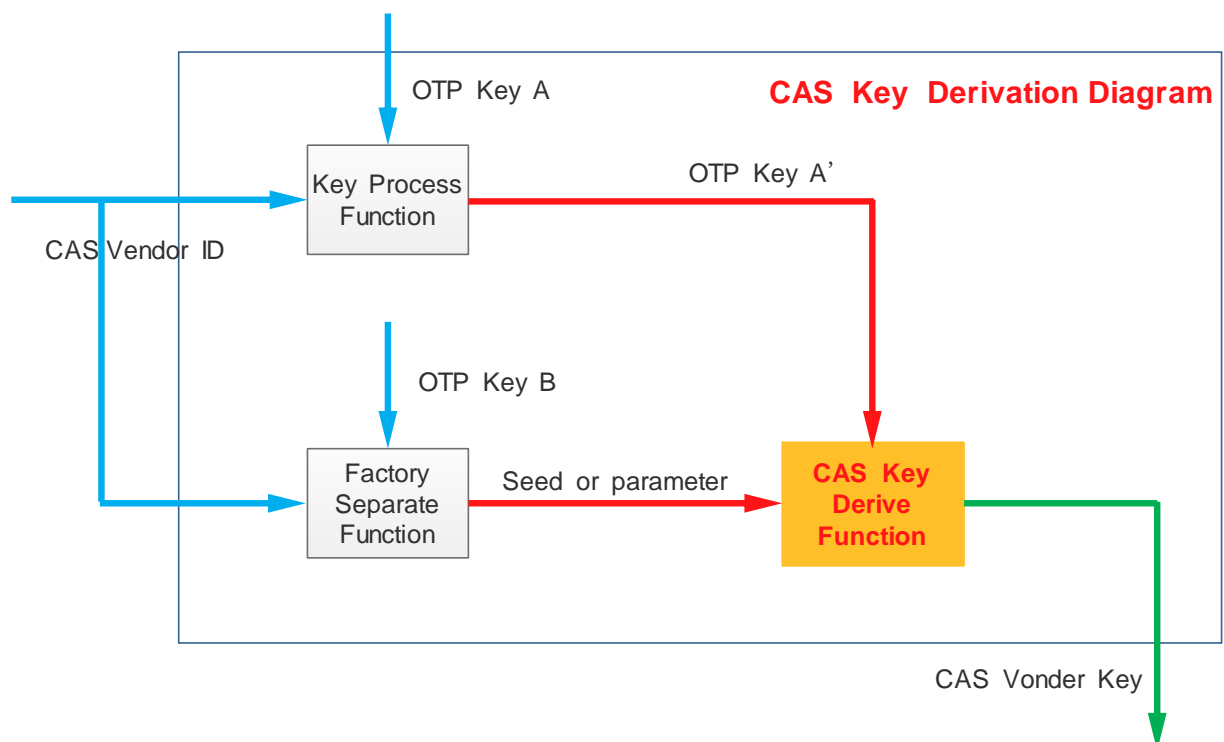 OTP Key A
CAS Key Derivation Diagram
Key Process
Function
OTP Key A’
CAS Vendor ID
OTP Key B
Factory
Separate
Function
Seed or parameter
CAS Key
Derive
Function
CAS Vonder Key